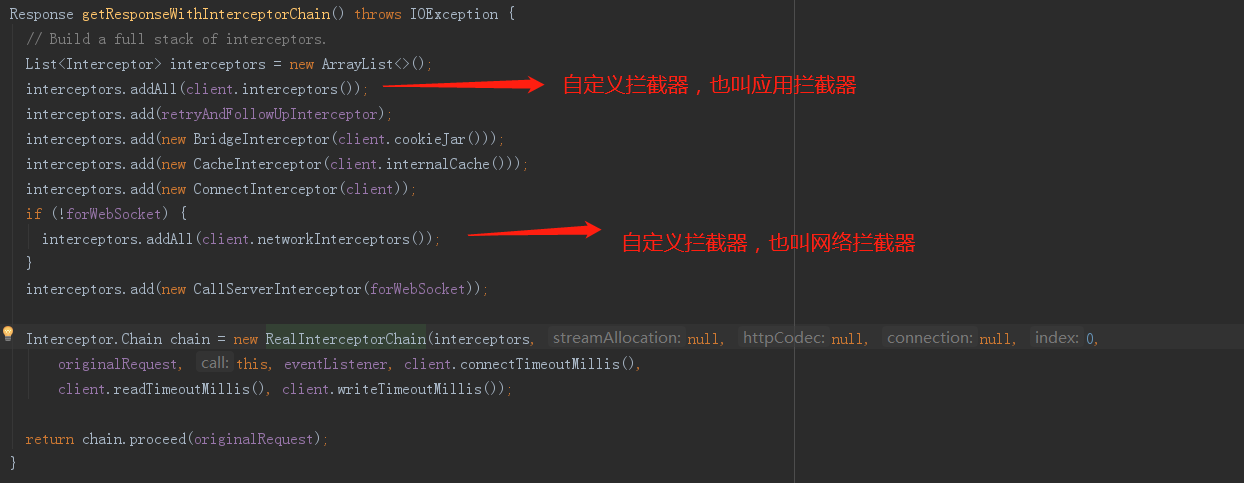 Response getResponseWithInterceptorChain() throws IOException {
// Build a full stack of interceptors.
List<Interceptor> interceptors = new ArrayList<>();
interceptors.addAll(client.interceptors()); 自定义拦截器，也叫应用拦截器
interceptors.add(retryAndFollowUpInterceptor);
interceptors.add(new BridgeInterceptor(client.cookieJar()));
interceptors.add(new CacheInterceptor(client.internalCache()));
interceptors.add(new ConnectInterceptor(client));
if (!forWebSocket) {
interceptors.addAll(client.networkInterceptors()); 自定义拦截器，也叫网络拦截器
}
interceptors.add(new CallServerInterceptor(forWebSocket));
Interceptor.Chain chain = new RealInterceptorChain(interceptors, streamAllocation: null, httpCodec: null, connection: null, index: 0,
originalRequest, call: this, eventListener, client.connectTimeoutMillis(),
client.readTimeoutMillis(), client.writeTimeoutMillis());
return chain.proceed(originalRequest);
}